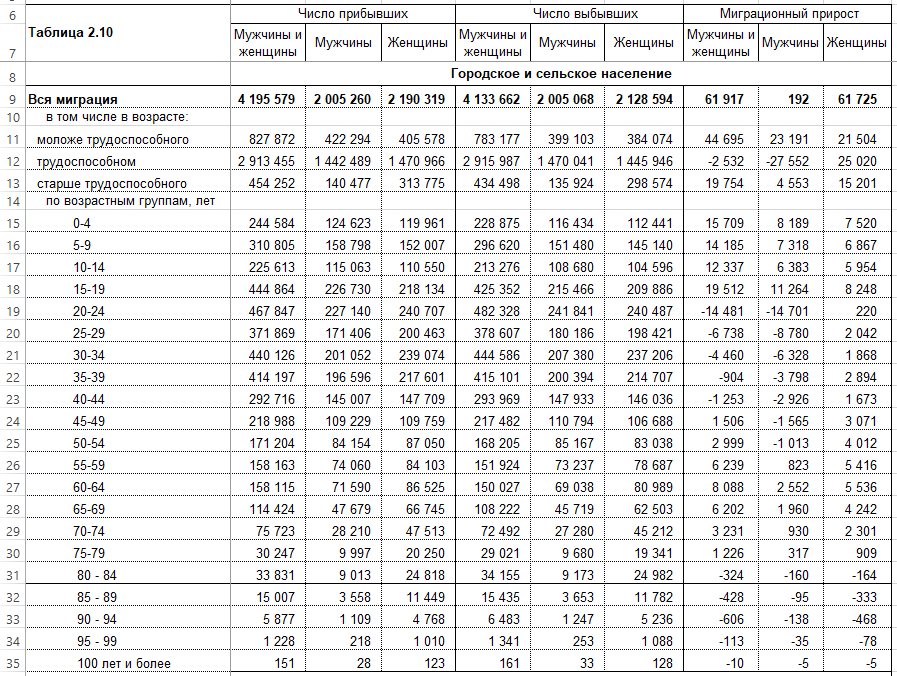 6 Число прибывших Число выбывших Миграционный прирост
Таблица 2.10
7 Мужчины и женщины Мужчины Женщины Мужчины и женщины Мужчины Женщины Мужчины и женщины Мужчины Женщины
8 Городское и сельское население
9 Вся миграция 4 195 579 2 005 260 2 190 319 4 133 662 2 005 068 2 128 594 61 917 192 61 725
10 в том числе в возрасте:
11 моложе трудоспособного 827 872 422 294 405 578 783 177 399 103 384 074 44 695 23 191 21 504
12 трудоспособном 2 913 455 1 442 489 1 470 966 2 915 987 1 470 041 1 445 946 -2 532 -27 552 25 020
13 старше трудоспособного 454 252 140 477 313 775 434 498 135 924 298 574 19 754 4 553 15 201
14 по возрастным группам, лет
15 0-4 244 584 124 623 119 961 228 875 116 434 112 441 15 709 8 189 7 520
16 5-9 310 805 158 798 152 007 296 620 151 480 145 140 14 185 7 318 6 867
17 10-14 225 613 115 063 110 550 213 276 108 680 104 596 12 337 6 383 5 954
18 15-19 444 864 226 730 218 134 425 352 215 466 209 886 19 512 11 264 8 248
19 20-24 467 847 227 140 240 707 482 328 241 841 240 487 -14 481 -14 701 220
20 25-29 371 869 171 406 200 463 378 607 180 186 198 421 -6 738 -8 780 2 042
21 30-34 440 126 201 052 239 074 444 586 207 380 237 206 -4 460 -6 328 1 868
22 35-39 414 197 196 596 217 601 415 101 200 394 214 707 -904 -3 798 2 894
23 40-44 292 716 145 007 147 709 293 969 147 933 146 036 -1 253 -2 926 1 673
24 45-49 218 988 109 229 109 759 217 482 110 794 106 688 1 506 -1 565 3 071
25 50-54 171 204 84 154 87 050 168 205 85 167 83 038 2 999 -1 013 4 012
26 55-59 158 163 74 060 84 103 151 924 73 237 78 687 6 239 823 5 416
27 60-64 158 115 71 590 86 525 150 027 69 038 80 989 8 088 2 552 5 536
28 65-69 114 424 47 679 66 745 108 222 45 719 62 503 6 202 1 960 4 242
29 70-74 75 723 28 210 47 513 72 492 27 280 45 212 3 231 930 2 301
30 75-79 30 247 9 997 20 250 29 021 9 680 19 341 1 226 317 909
31 80 - 84 33 831 9 013 24 818 34 155 9 173 24 982 -324 -160 -164
32 85 - 89 15 007 3 558 11 449 15 435 3 653 11 782 -428 -95 -333
33 90 - 94 5 877 1 109 4 768 6 483 1 247 5 236 -606 -138 -468
34 95 - 99 1 228 218 1 010 1 341 253 1 088 -113 -35 -78
35 100 лет и более 151 28 123 161 33 128 -10 -5 -5